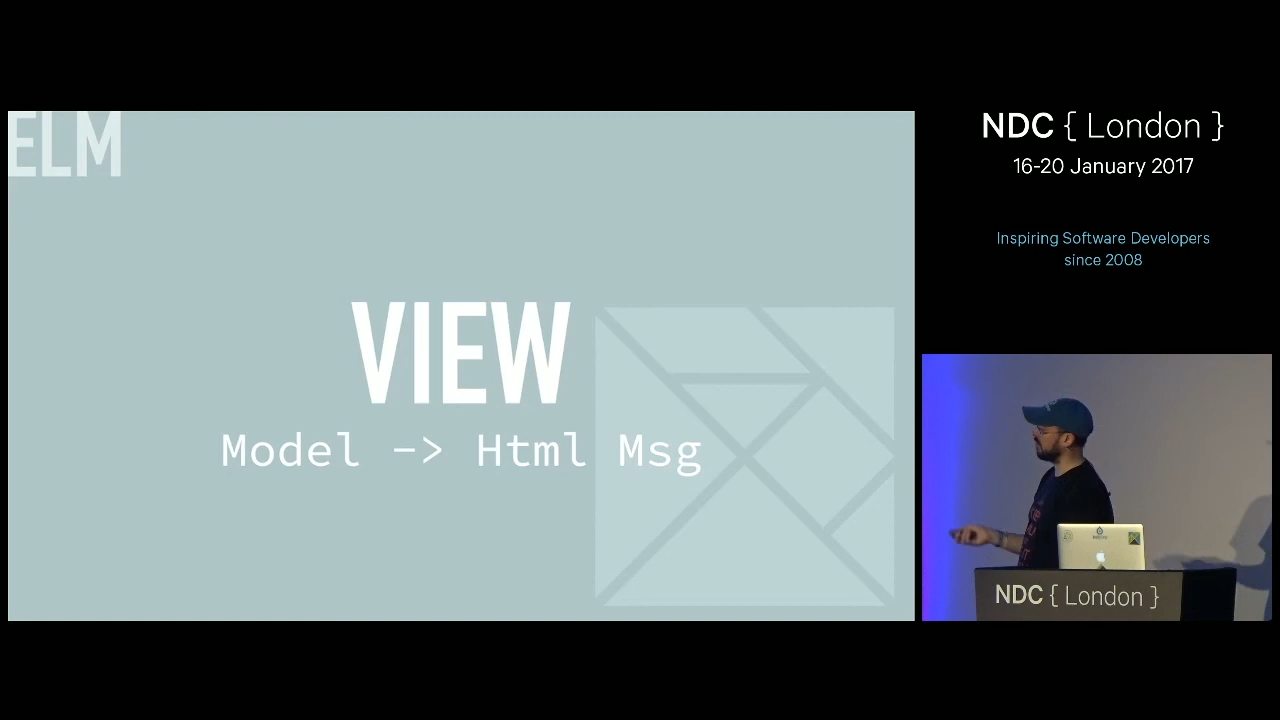 ELM
VIEW
Model -> Html Msg
NDC { London }
16-20 January 2017
Inspiring Software Developers
since 2008
NDC { London }